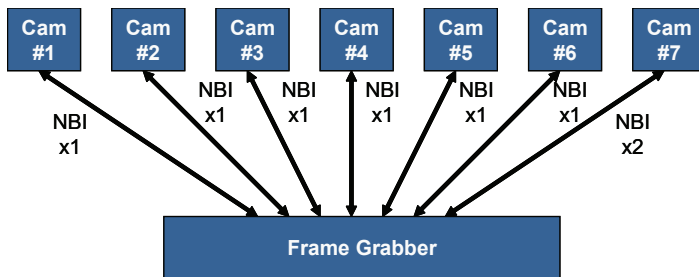 Cam #1
Cam #2
Cam #3
Cam #4
Cam #5
Cam #6
Cam #7
NBI x1
NBI x1
NBI x1
NBI x1
NBI x1
NBI x1
NBI x2
Frame Grabber